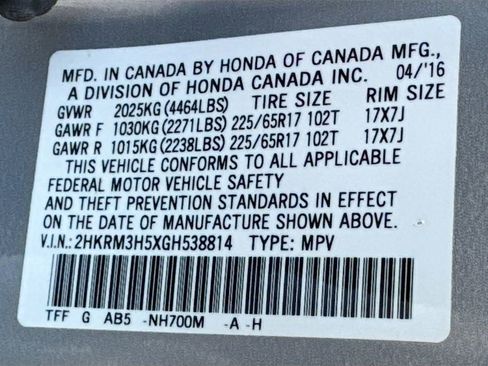 MFD. IN CANADA BY HONDA OF CANADA MFG.,
A DIVISION OF HONDA CANADA INC. 04/'16
GVWR 2025KG(4464LBS) TIRE SIZE RIM SIZE
GAWR F 1030KG(2271LBS) 225/65R17 102T 17X7J
GAWR R 1015KG(2238LBS) 225/65R17 102T 17X7J
THIS VEHICLE CONFORMS TO ALL APPLICABLE
FEDERAL MOTOR VEHICLE SAFETY
AND THEFT PREVENTION STANDARDS IN EFFECT
ON THE DATE OF MANUFACTURE SHOWN ABOVE.
V.I.N.: 2HKRM3H5XGH538814 TYPE: MPV
TFF G AB5 -NH700M -A -H